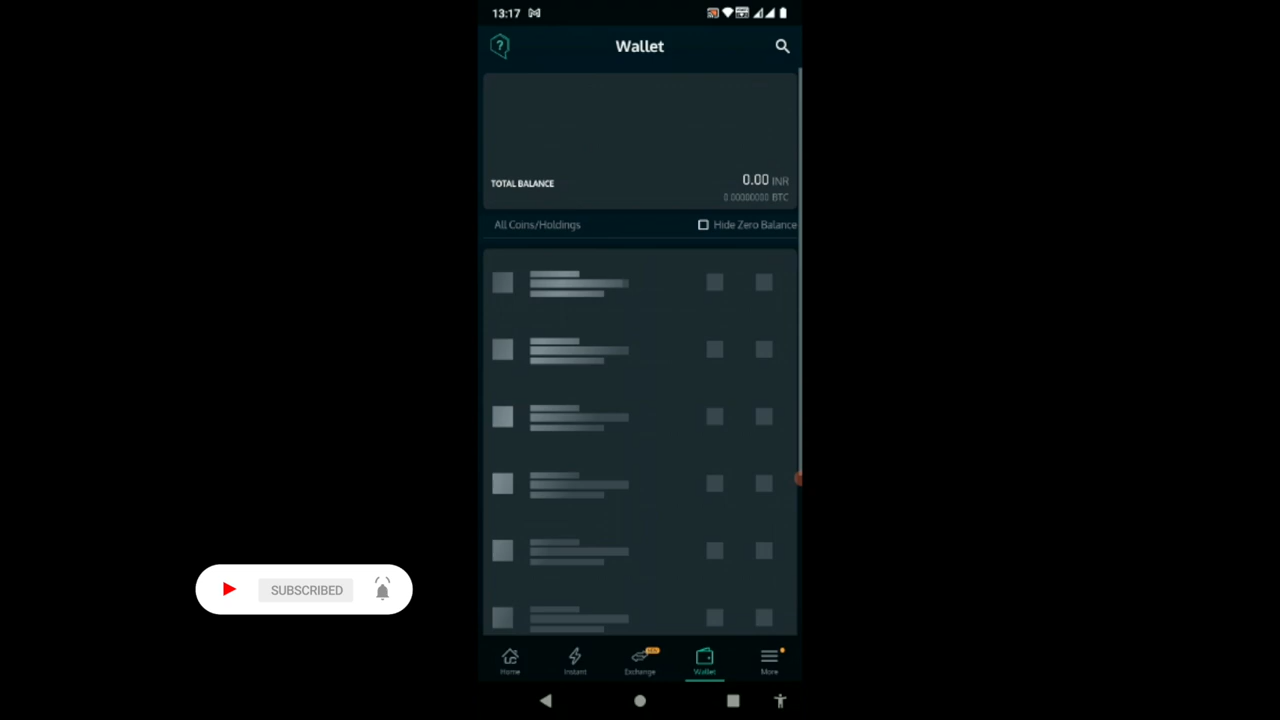 13:17
?
Wallet
TOTAL BALANCE
0.00 INR
0.00000000 BTC
All Coins/Holdings
Hide Zero Balance
SUBSCRIBED
NEW
Home
Instant
Exchange
Wallet
More